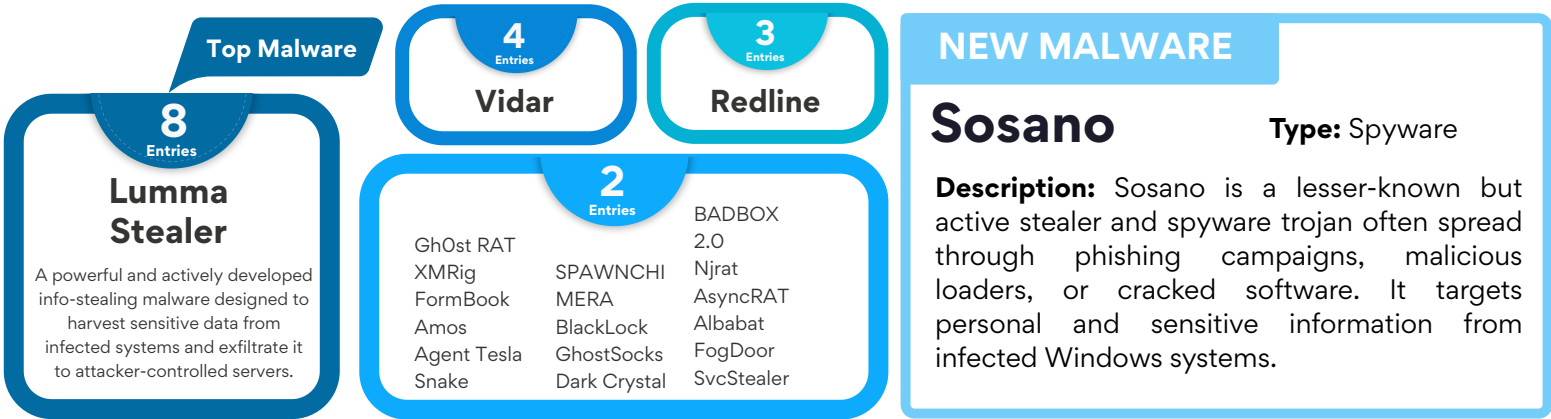 Top Malware
8
Entries
Lumma
Stealer
A powerful and actively developed
info-stealing malware designed to
harvest sensitive data from
infected systems and exfiltrate it
to attacker-controlled servers.
4
Entries
Vidar
3
Entries
Redline
2
Entries
Gh0st RAT
XMRig
FormBook
Amos
Agent Tesla
Snake
SPAWNCHI
MERA
BlackLock
GhostSocks
Dark Crystal
BADBOX
2.0
Njrat
AsyncRAT
Albabat
FogDoor
SvcStealer
NEW MALWARE
Sosano
Type: Spyware
Description: Sosano is a lesser-known but
active stealer and spyware trojan often spread
through phishing campaigns, malicious
loaders, or cracked software. It targets
personal and sensitive information from
infected Windows systems.